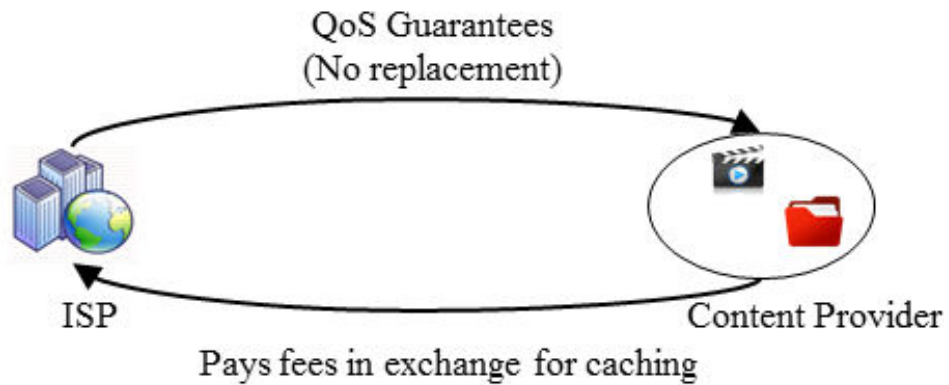 QoS Guarantees
(No replacement)
ISP
Content Provider
Pays fees in exchange for caching